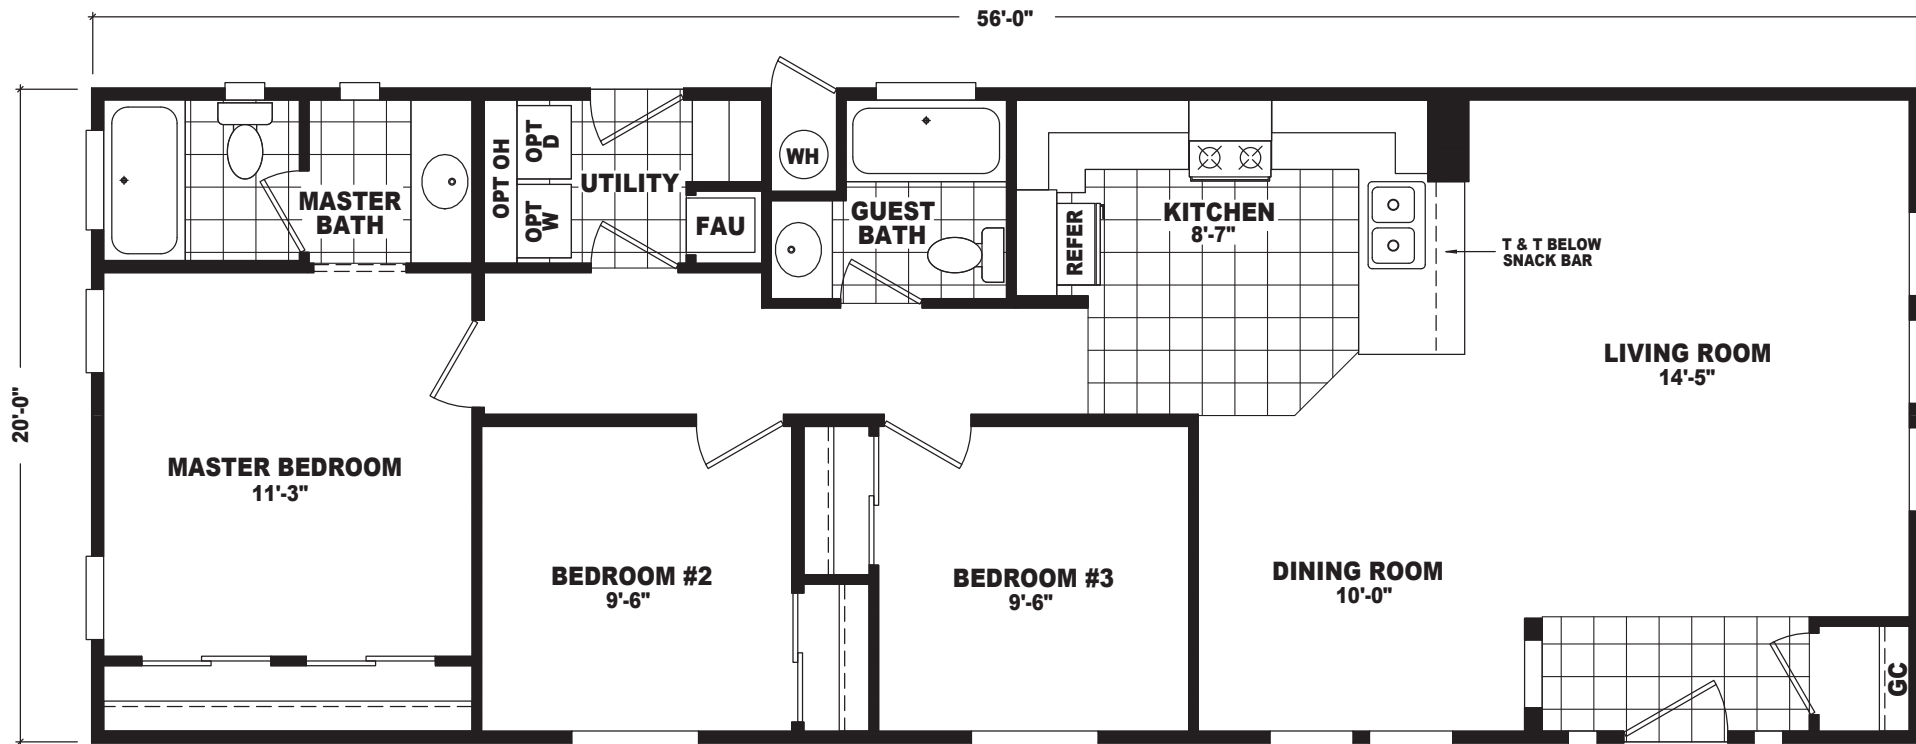 56'-0"
20'-0"
MASTER
BATH
OPT OH
OPT
D
OPT
W
UTILITY
FAU
WH
GUEST
BATH
REFER
KITCHEN
8'-7"
T & T BELOW
SNACK BAR
LIVING ROOM
14'-5"
MASTER BEDROOM
11'-3"
BEDROOM #2
9'-6"
BEDROOM #3
9'-6"
DINING ROOM
10'-0"
GC